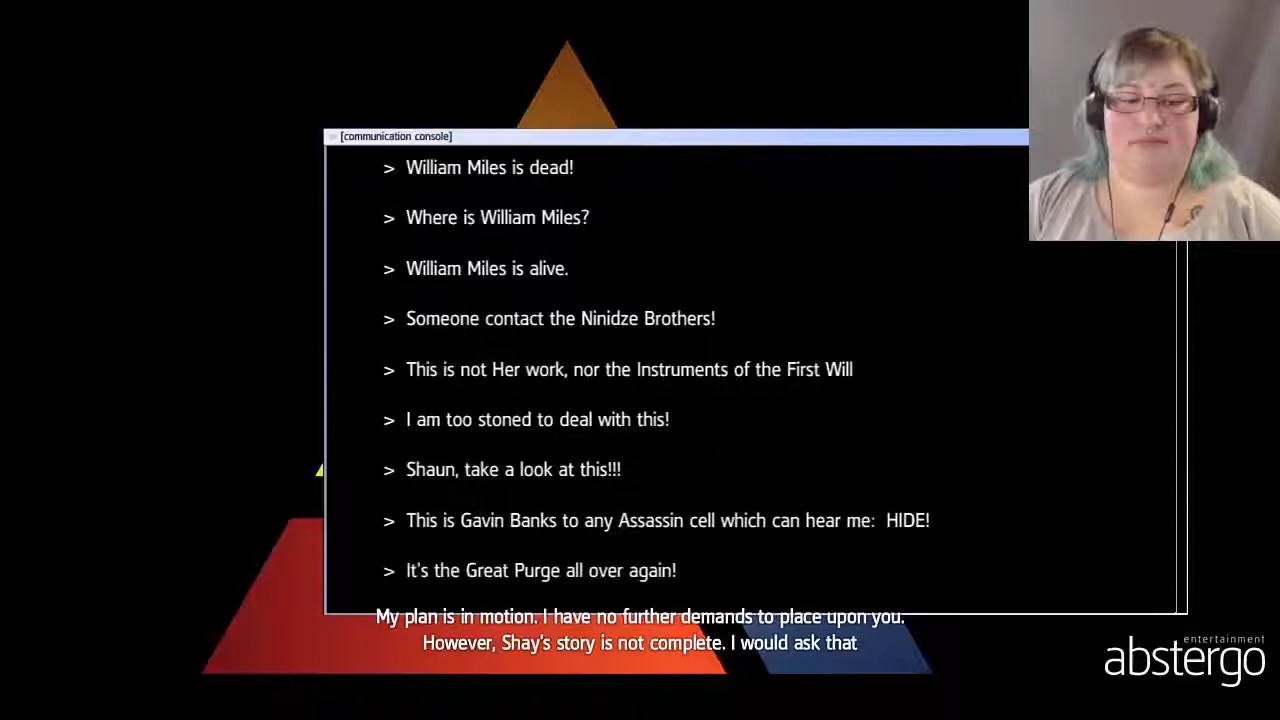 [communication console]
> William Miles is dead!
> Where is William Miles?
> William Miles is alive.
> Someone contact the Ninidze Brothers!
> This is not Her work, nor the Instruments of the First Will
> I am too stoned to deal with this!
> Shaun, take a look at this!!!
> This is Gavin Banks to any Assassin cell which can hear me: HIDE!
> It's the Great Purge all over again!
My plan is in motion. I have no further demands to place upon you.
However, Shay's story is not complete. I would ask that
entertainment
abstergo